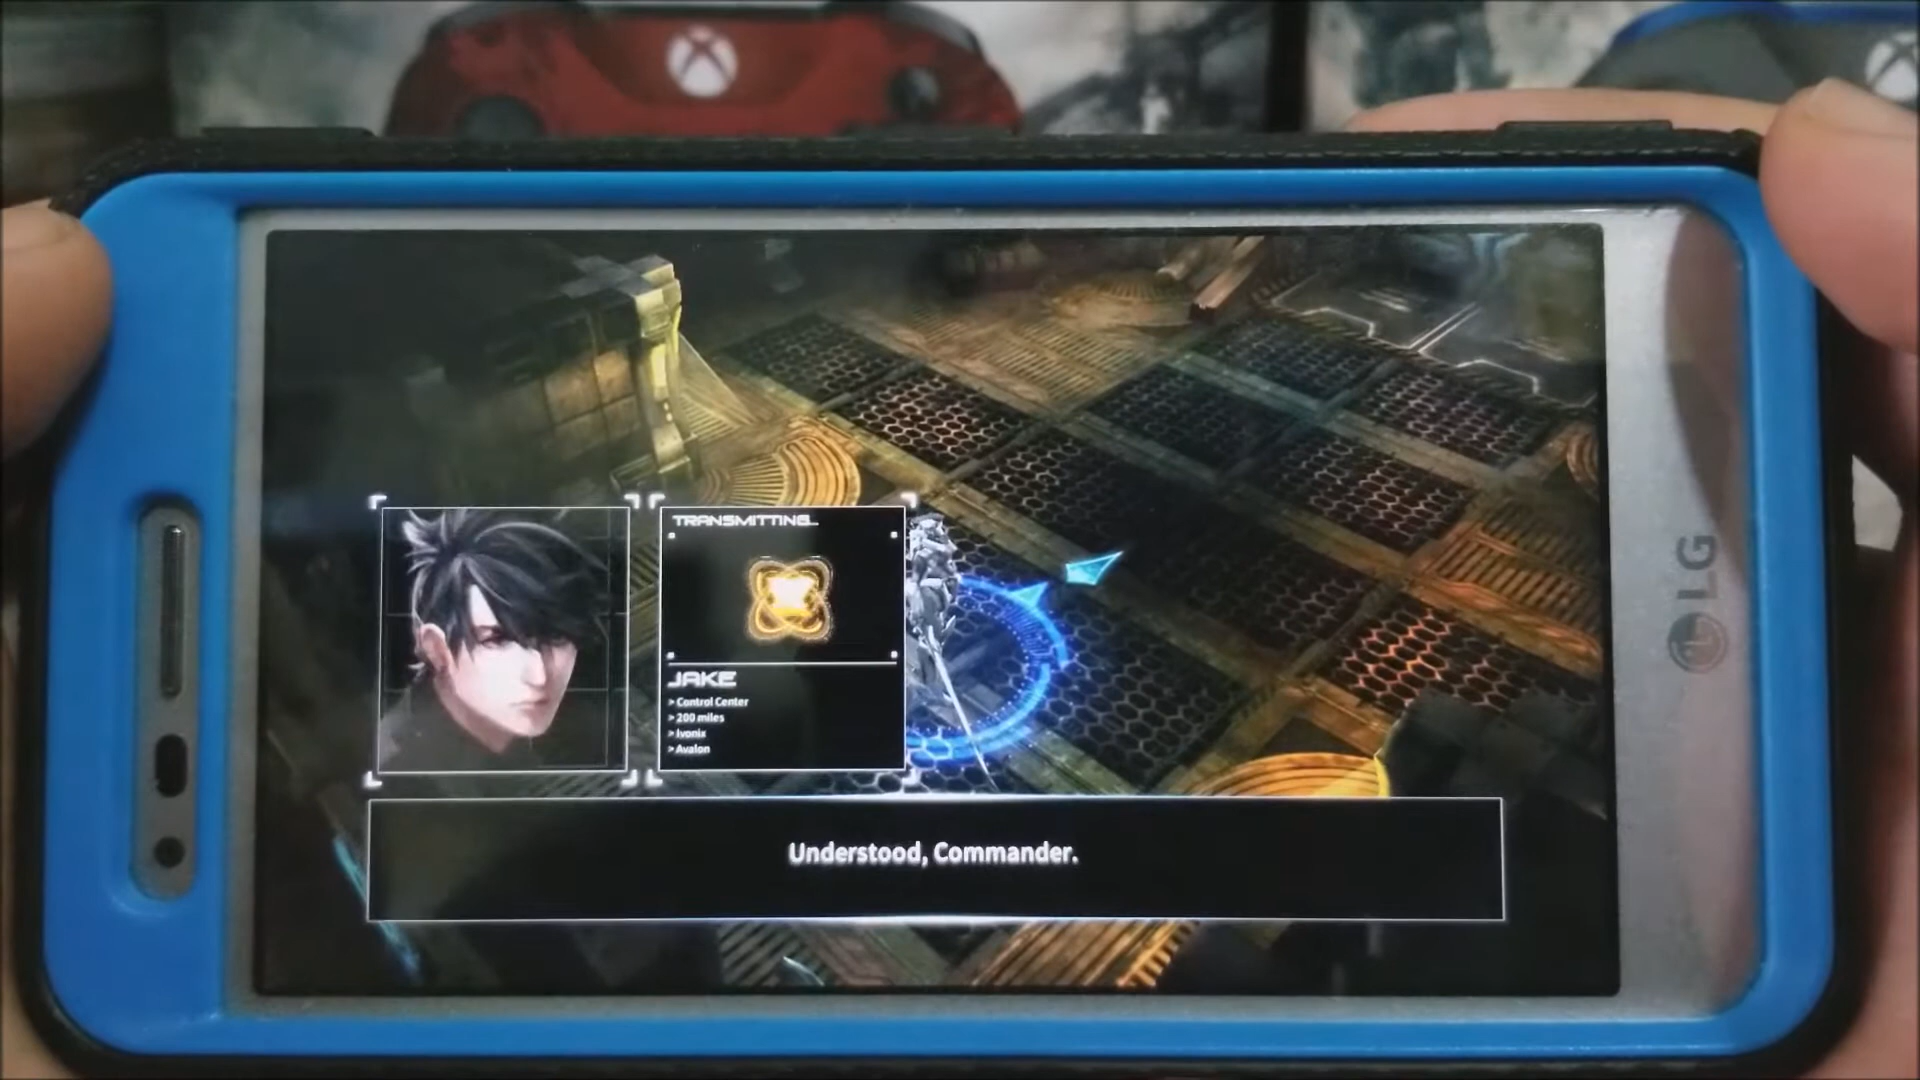 TRANSMITTING...
JAKE
> Control Center
> 200 miles
> Ivonix
> Avalon
Understood, Commander.
LG